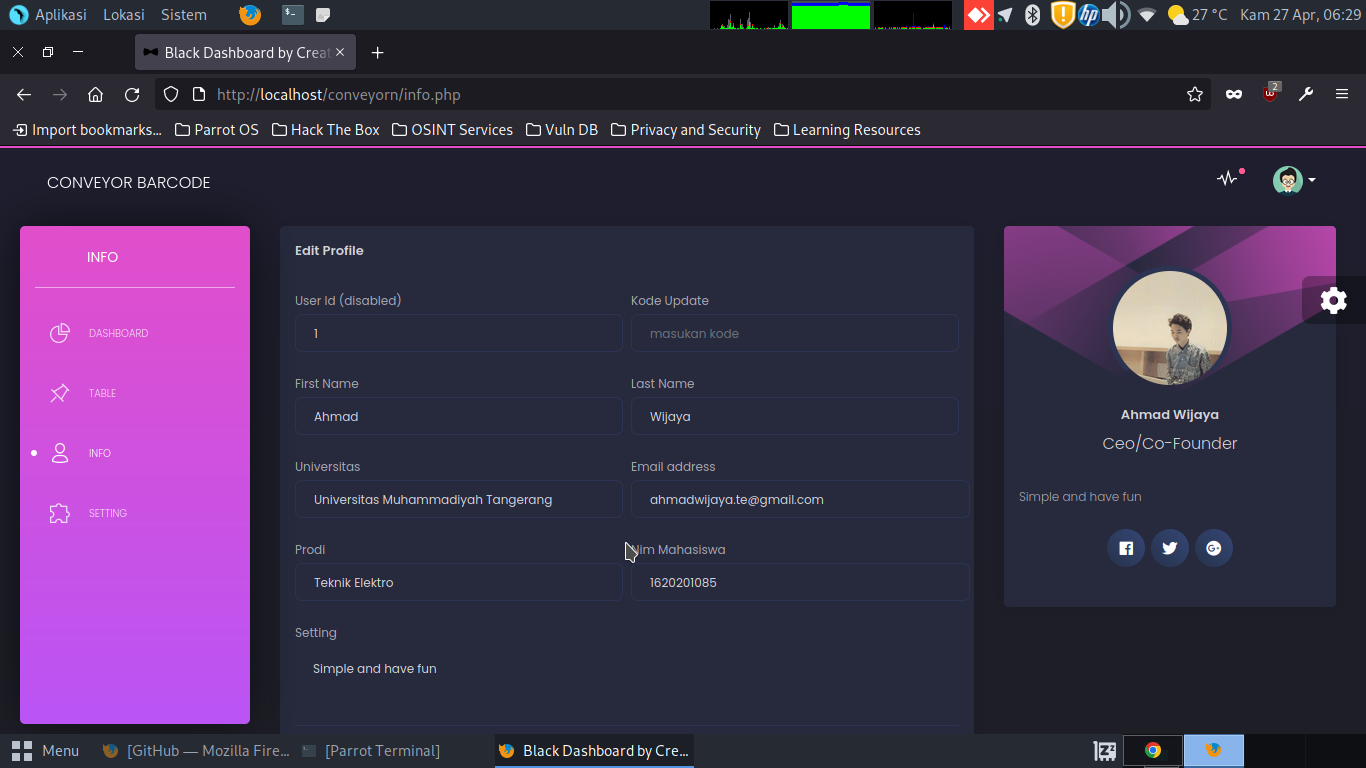 Aplikasi Lokasi Sistem 27 °C Kam 27 Apr, 06:29
Black Dashboard by Creat
http://localhost/conveyorn/info.php 2
Import bookmarks... Parrot OS Hack The Box OSINT Services Vuln DB Privacy and Security Learning Resources
CONVEYOR BARCODE
INFO
DASHBOARD
TABLE
INFO
SETTING
Edit Profile
User Id (disabled) Kode Update
1 masukan kode
First Name Last Name
Ahmad Wijaya
Universitas Email address
Universitas Muhammadiyah Tangerang ahmadwijaya.te@gmail.com
Prodi Nim Mahasiswa
Teknik Elektro 1620201085
Setting
Simple and have fun
Ahmad Wijaya
Ceo/Co-Founder
Simple and have fun
Menu [GitHub — Mozilla Fire... [Parrot Terminal] Black Dashboard by Cre...